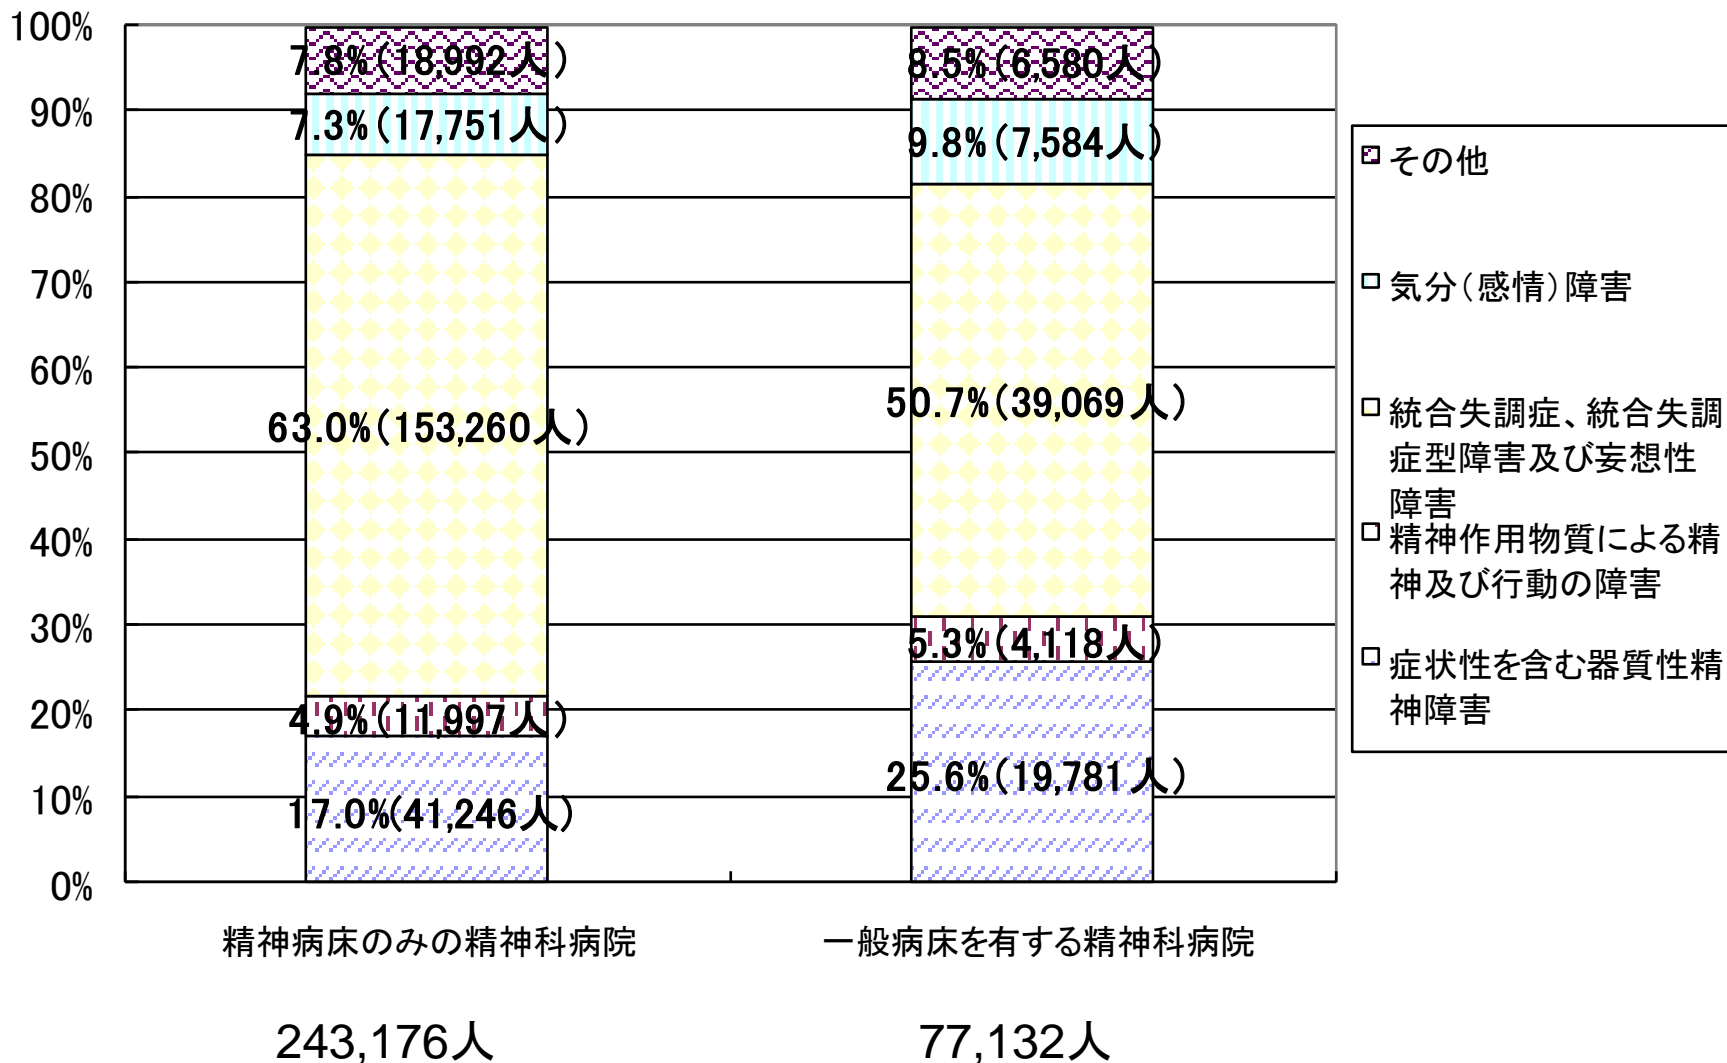 100%
90%
80%
70%
60%
50%
40%
30%
20%
10%
0%
7.8%(18,992人)
7.3%(17,751人)
63.0%(153,260人)
4.9%(11,997人)
17.0%(41,246人)
8.5%(6,580人)
9.8%(7,584人)
50.7%(39,069人)
5.3%(4,118人)
25.6%(19,781人)
その他
気分(感情)障害
統合失調症、統合失調
症型障害及び妄想性
障害
精神作用物質による精
神及び行動の障害
症状性を含む器質性精
神障害
精神病床のみの精神科病院
一般病床を有する精神科病院
243,176人
77,132人